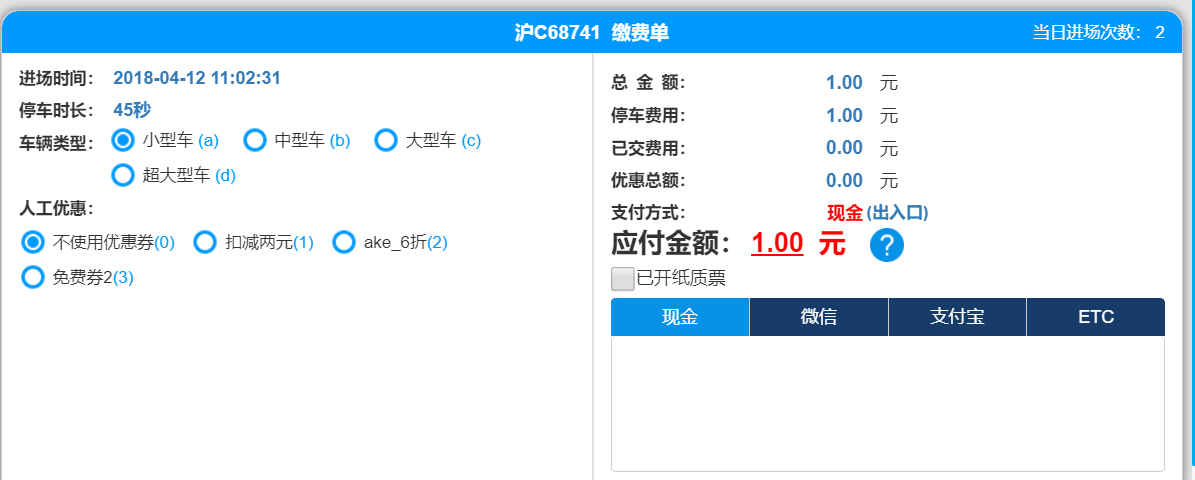 沪C68741 缴费单
当日进场次数： 2
进场时间： 2018-04-12 11:02:31
停车时长： 45秒
车辆类型： 小型车 (a) 中型车 (b) 大型车 (c)
超大型车 (d)
人工优惠：
不使用优惠券(0) 扣减两元(1) ake_6折(2)
免费券2(3)
总 金 额： 1.00 元
停车费用： 1.00 元
已交费用： 0.00 元
优惠总额： 0.00 元
支付方式： 现金 (出入口)
应付金额： 1.00 元 ?
已开纸质票
现金 微信 支付宝 ETC